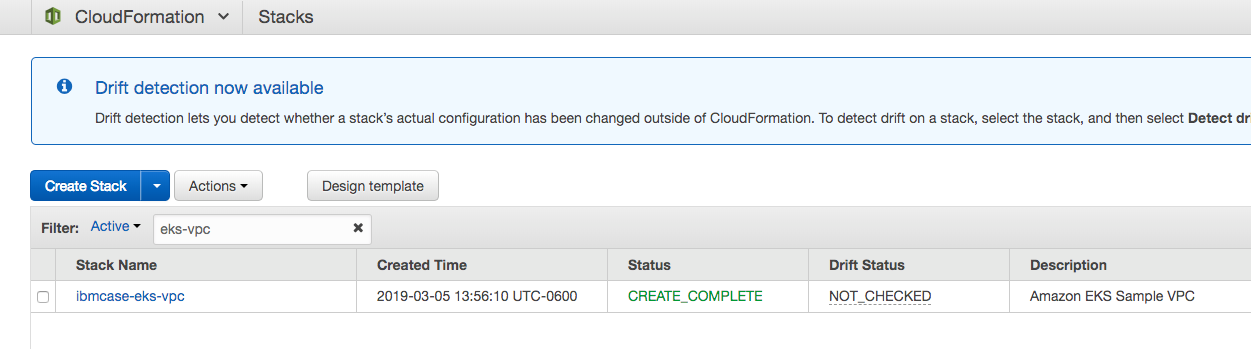 CloudFormation Stacks
Drift detection now available
Drift detection lets you detect whether a stack's actual configuration has been changed outside of CloudFormation. To detect drift on a stack, select the stack, and then select Detect dr
Create Stack Actions Design template
Filter: Active eks-vpc
Stack Name Created Time Status Drift Status Description
ibmcase-eks-vpc 2019-03-05 13:56:10 UTC-0600 CREATE_COMPLETE NOT_CHECKED Amazon EKS Sample VPC